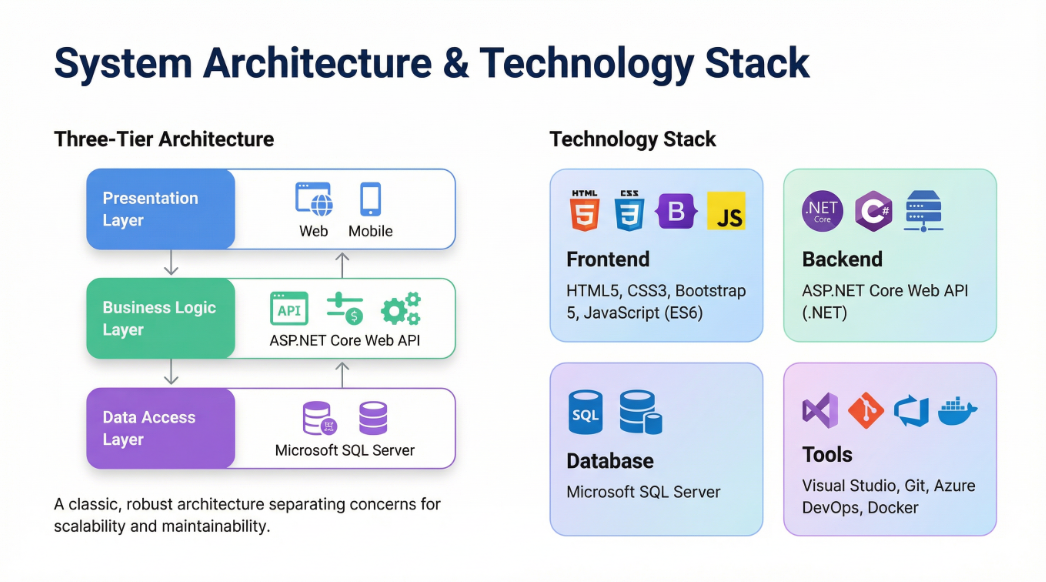 System Architecture & Technology Stack
Three-Tier Architecture
Presentation
Layer
Web
Mobile
Business Logic
Layer
API
$
ASP.NET Core Web API
Data Access
Layer
Microsoft SQL Server
A classic, robust architecture separating concerns for
scalability and maintainability.
Technology Stack
HTML
5
CSS
3
B
JS
Frontend
HTML5, CSS3, Bootstrap
5, JavaScript (ES6)
.NET
Core
C#
Backend
ASP.NET Core Web API
(.NET)
SQL
Database
Microsoft SQL Server
Tools
Visual Studio, Git, Azure
DevOps, Docker